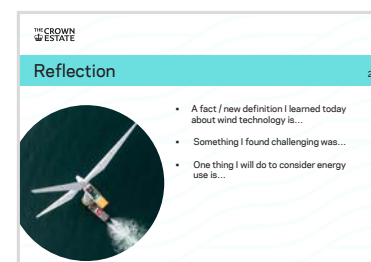 THE CROWN
ESTATE
Reflection
2
• A fact / new definition I learned today
about wind technology is...
• Something I found challenging was...
• One thing I will do to consider energy
use is...